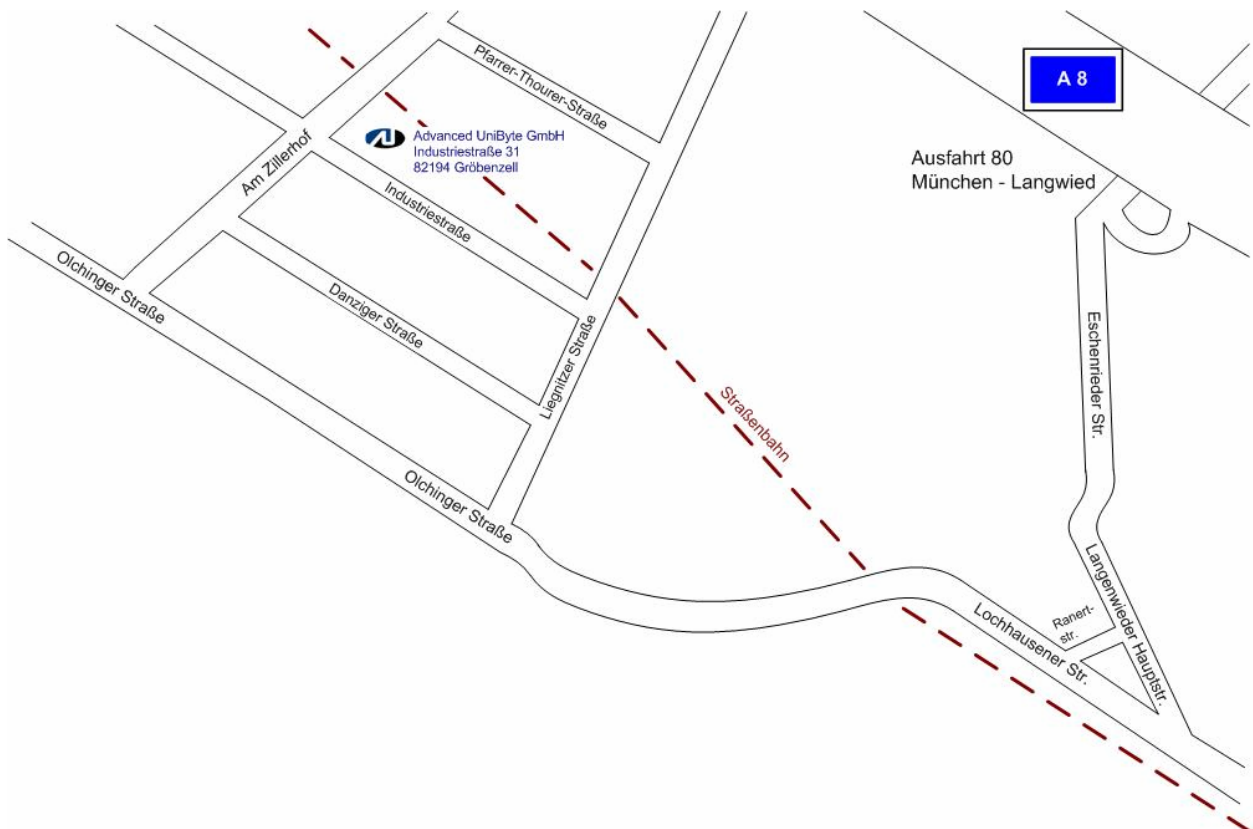 Pfarrer-Thourer-Straße
A 8
Advanced UniByte GmbH
Industriestraße 31
82194 Gröbenzell
Ausfahrt 80
München - Langwied
Am Zillerhof
Industriestraße
Olchinger Straße
Danziger Straße
Liegnitzer Straße
Eschenrieder Str.
Straßenbahn
Olchinger Straße
Langenwieder Hauptstr.
Ranert-
str.
Lochhausener Str.